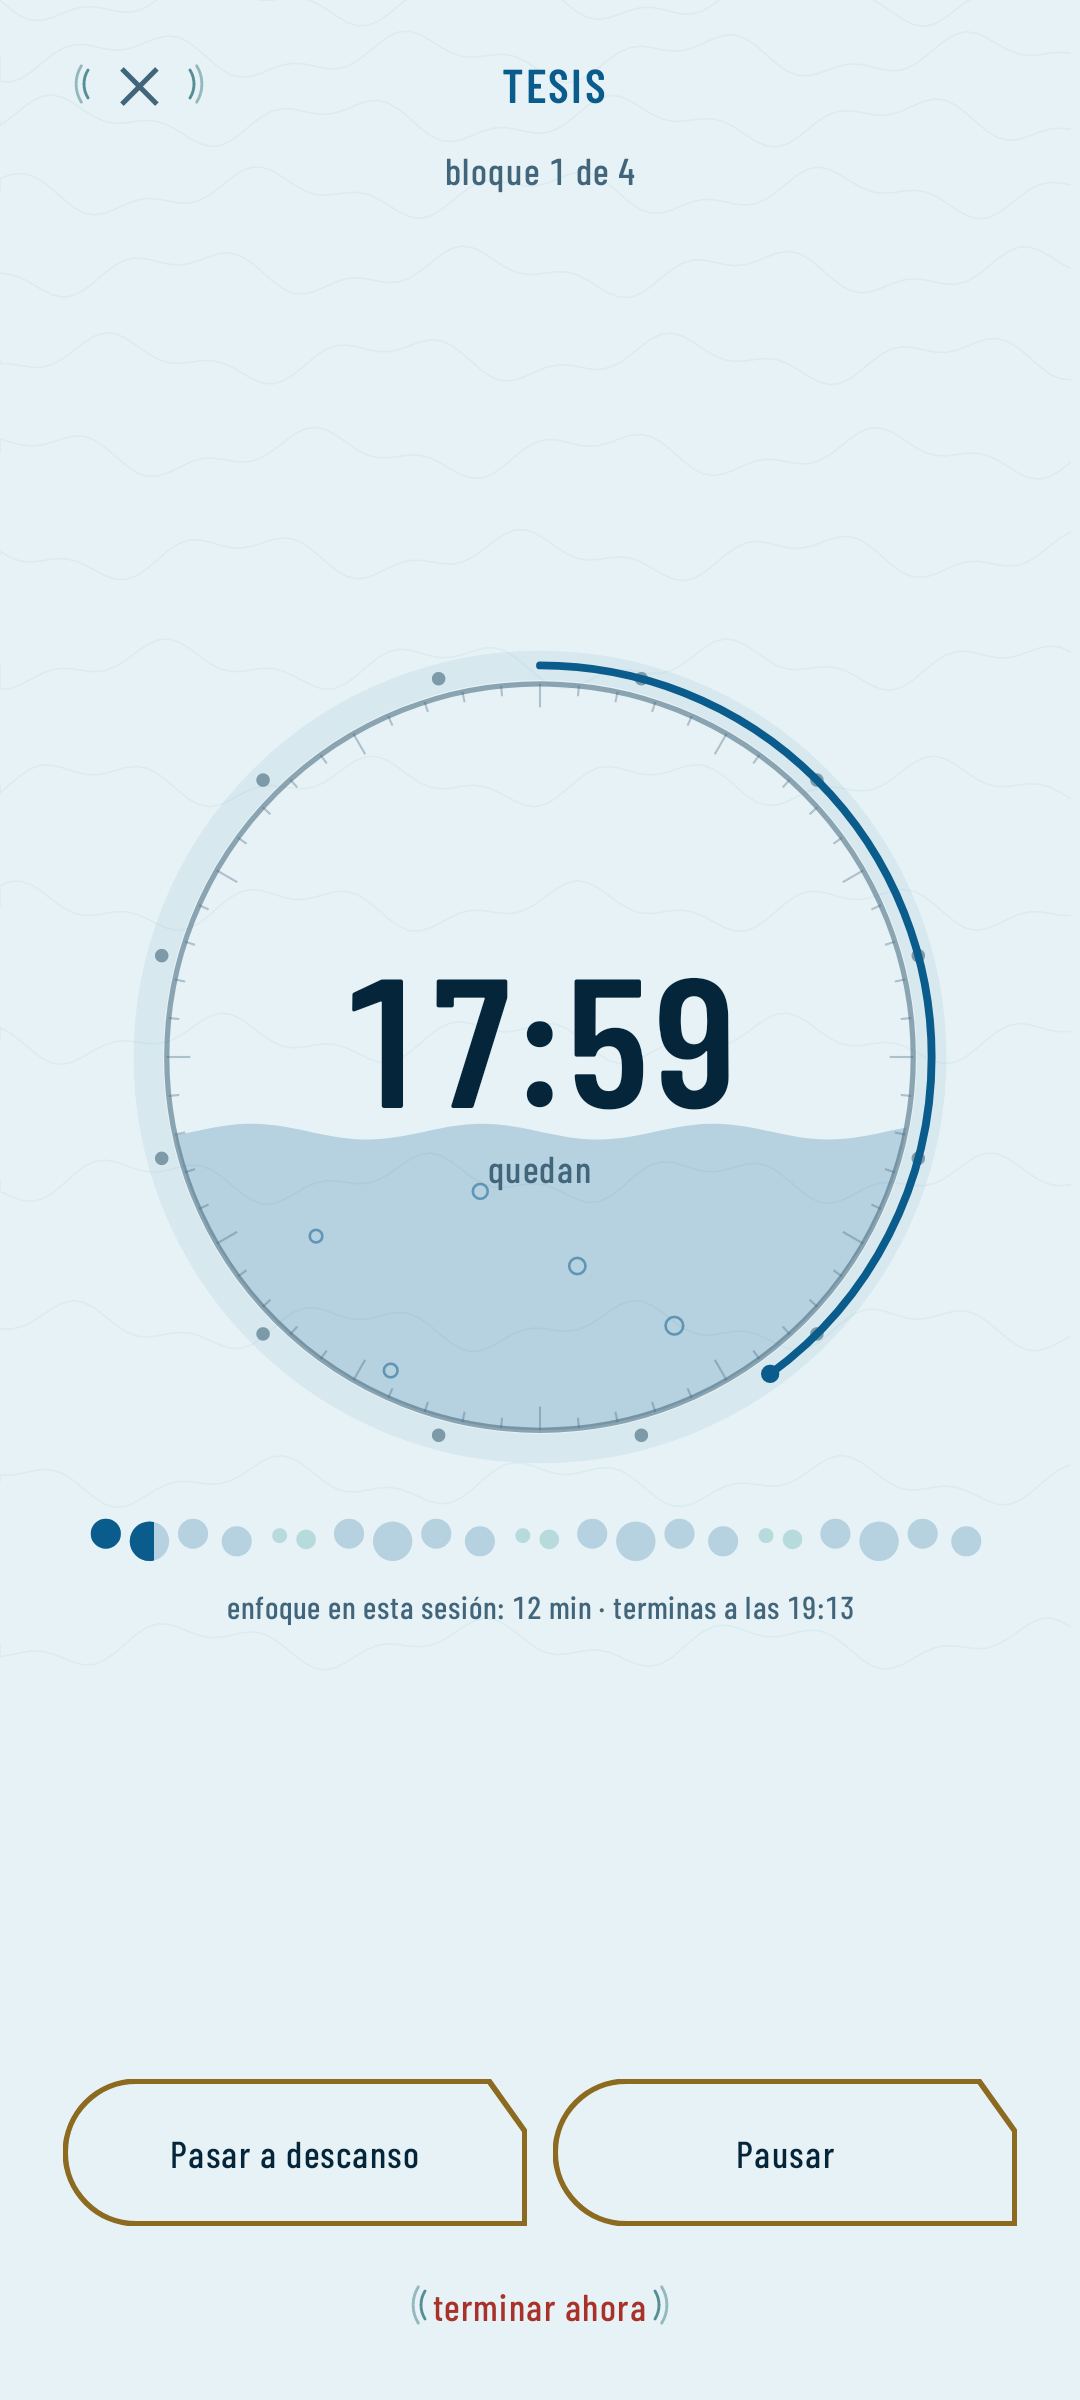 TESIS
bloque 1 de 4
17:59
quedan
enfoque en esta sesión: 12 min · terminas a las 19:13
Pasar a descanso
Pausar
terminar ahora